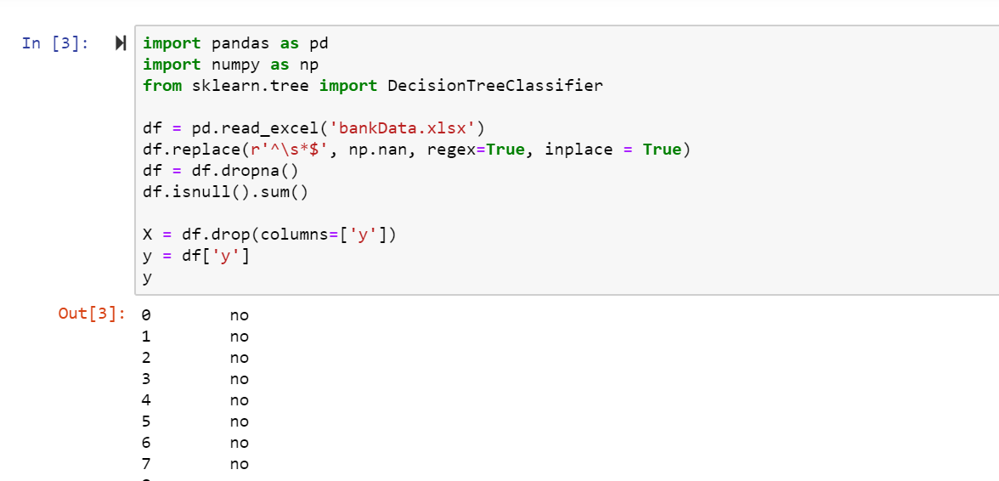 In [3]:
import pandas as pd
import numpy as np
from sklearn.tree import DecisionTreeClassifier
df = pd.read_excel('bankData.xlsx')
df.replace(r'^\s*$', np.nan, regex=True, inplace = True)
df = df.dropna()
df.isnull().sum()
X = df.drop(columns=['y'])
y = df['y']
y
Out[3]:
0 no
1 no
2 no
3 no
4 no
5 no
6 no
7 no